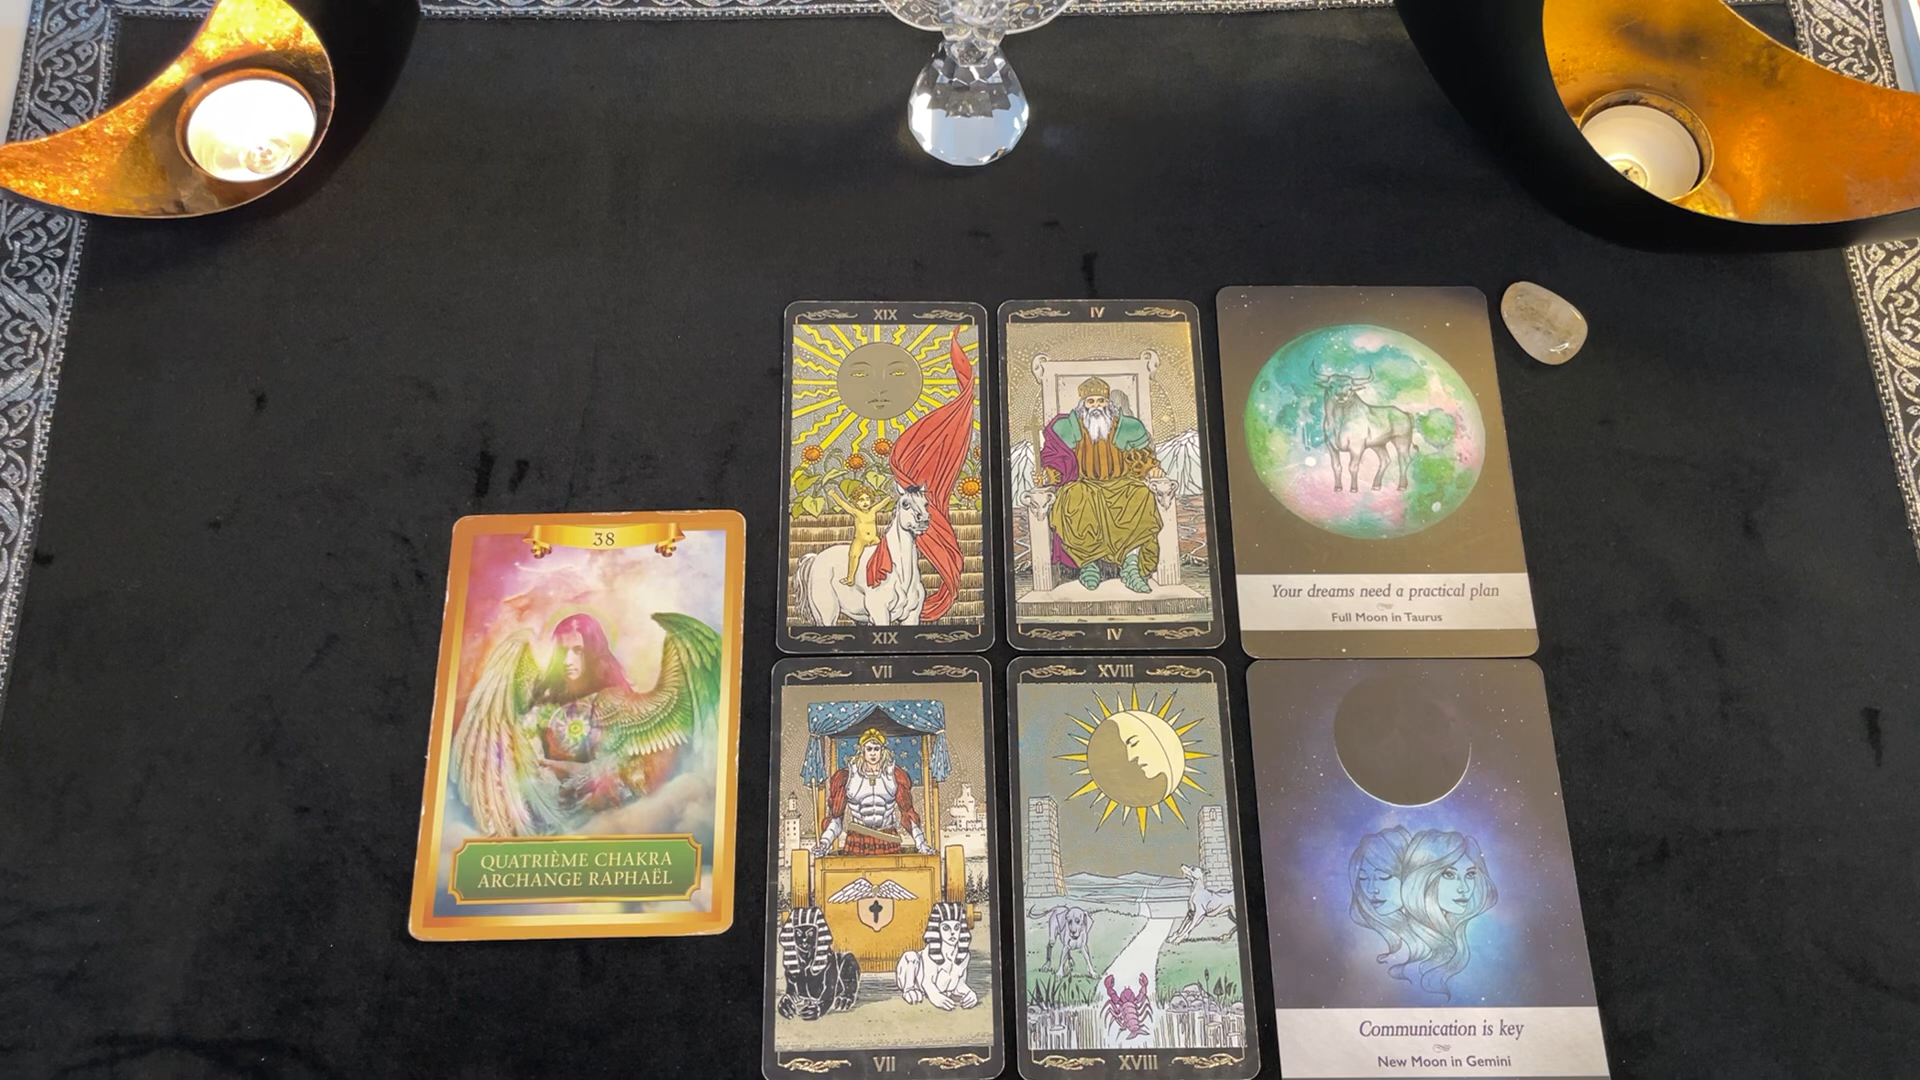 38
QUATRIÈME CHAKRA
ARCHANGE RAPHAËL
XIX
XIX
IV
IV
Your dreams need a practical plan
Full Moon in Taurus
VII
VII
XVIII
XVIII
Communication is key
New Moon in Gemini